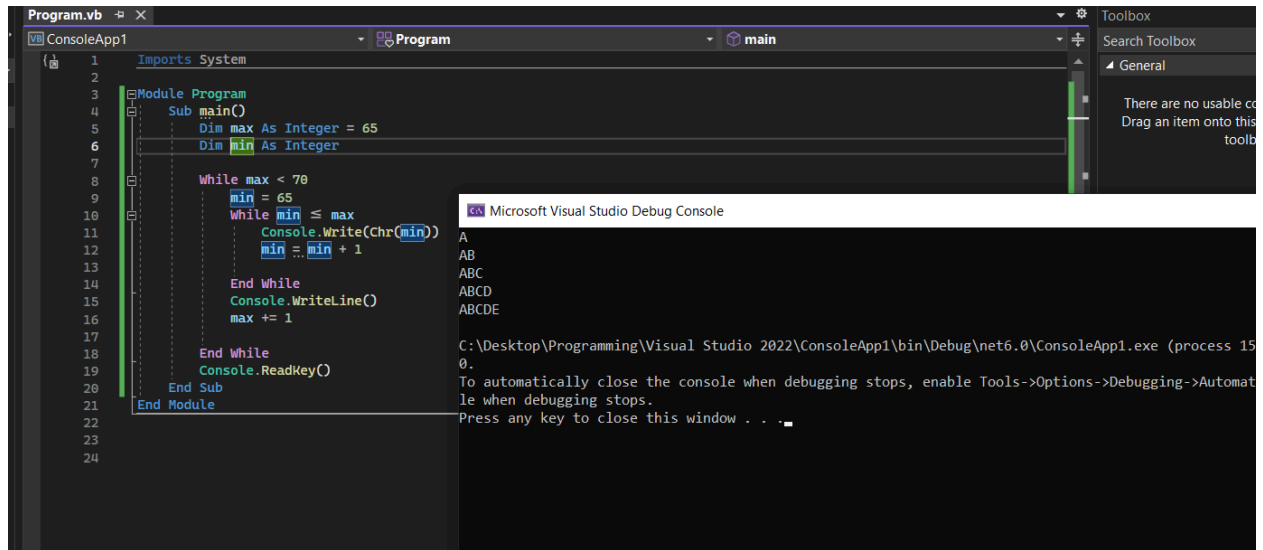 Program.vb
Toolbox
VB ConsoleApp1 Program main
Search Toolbox
General
There are no usable co
Drag an item onto this
toolb
1 Imports System
2
3 Module Program
4 Sub main()
5 Dim max As Integer = 65
6 Dim min As Integer
7
8 While max < 70
9 min = 65
10 While min ≤ max
11 Console.Write(Chr(min))
12 min = min + 1
13
14 End While
15 Console.WriteLine()
16 max += 1
17
18 End While
19 Console.ReadKey()
20 End Sub
21 End Module
22
23
24
C:\ Microsoft Visual Studio Debug Console
A
AB
ABC
ABCD
ABCDE
C:\Desktop\Programming\Visual Studio 2022\ConsoleApp1\bin\Debug\net6.0\ConsoleApp1.exe (process 15
0.
To automatically close the console when debugging stops, enable Tools->Options->Debugging->Automat
le when debugging stops.
Press any key to close this window . . .